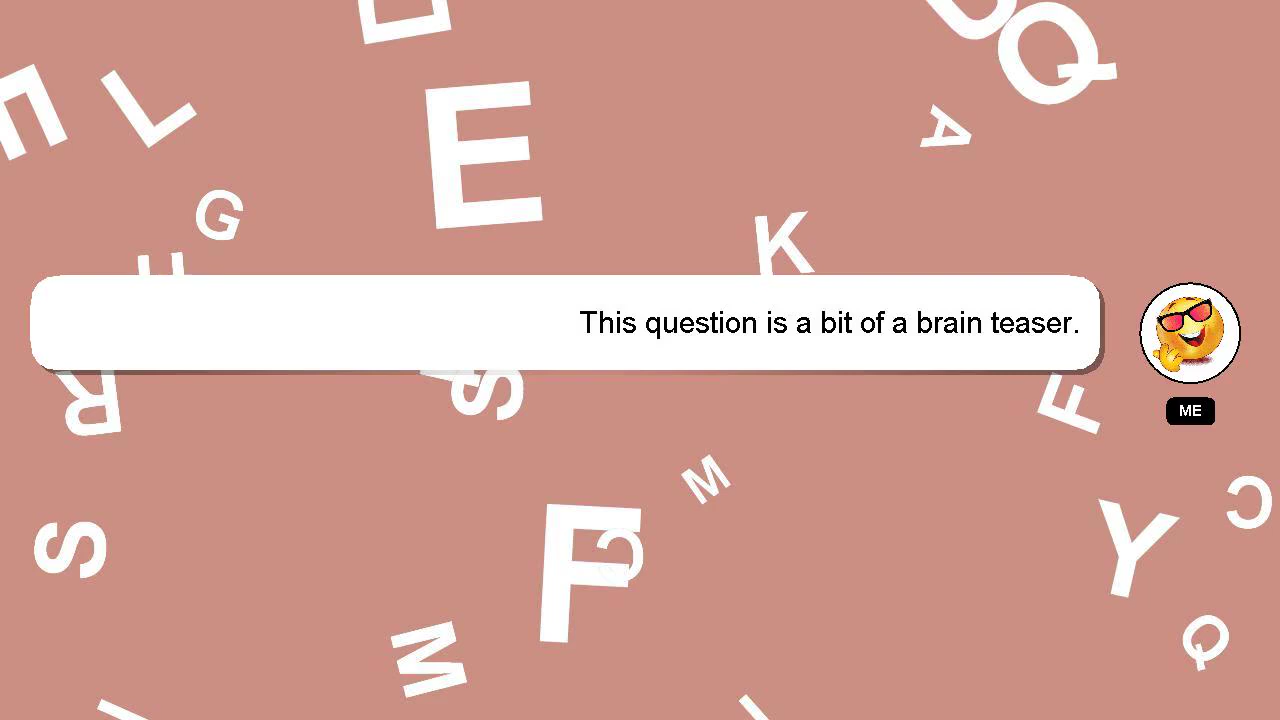 This question is a bit of a brain teaser.
ME
E
L
E
Q
A
G
K
R
S
F
M
C
Y
S
F
G
M
Q